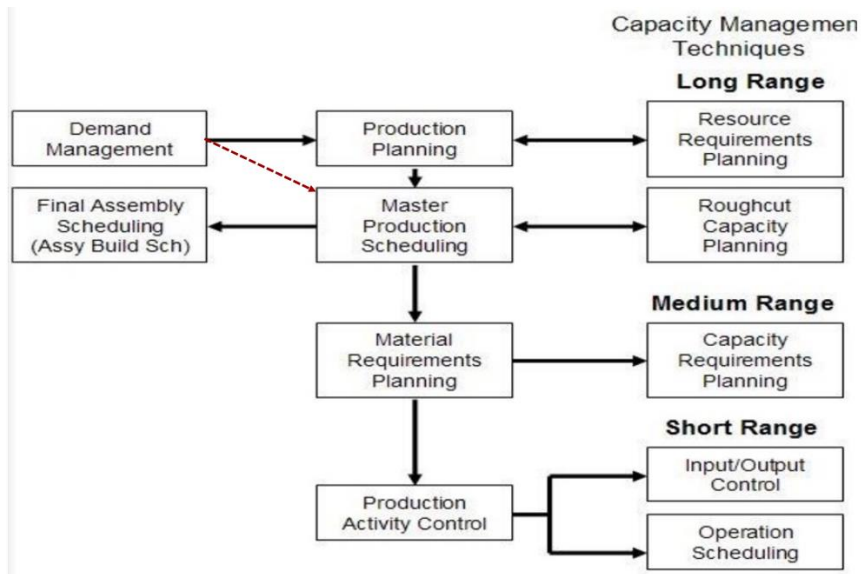 Capacity Managemen
Techniques
Long Range
Demand
Management
Production
Planning
Resource
Requirements
Planning
Final Assembly
Scheduling
(Assy Build Sch)
Master
Production
Scheduling
Roughcut
Capacity
Planning
Medium Range
Material
Requirements
Planning
Capacity
Requirements
Planning
Short Range
Input/Output
Control
Production
Activity Control
Operation
Scheduling